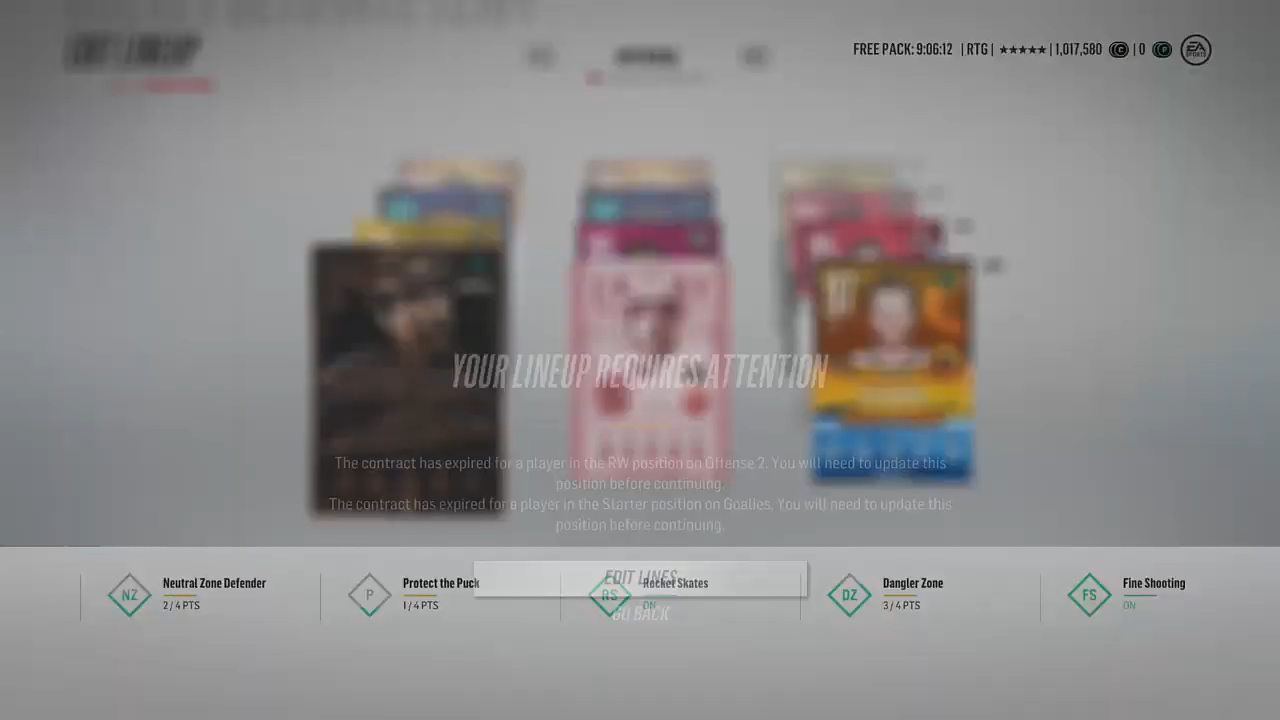 EDIT LINEUP
FREE PACK: 9:06:12 | RTG | ★★★★★ | 1,017,580 C | 0 P
EA SPORTS
YOUR LINEUP REQUIRES ATTENTION
The contract has expired for a player in the RW position on Offense 2. You will need to update this
position before continuing.
The contract has expired for a player in the Starter position on Goalies. You will need to update this
position before continuing.
EDIT LINES
GO BACK
NZ Neutral Zone Defender
2 / 4 PTS
P Protect the Puck
1 / 4 PTS
RS Rocket Skates
ON
DZ Dangler Zone
3 / 4 PTS
FS Fine Shooting
ON